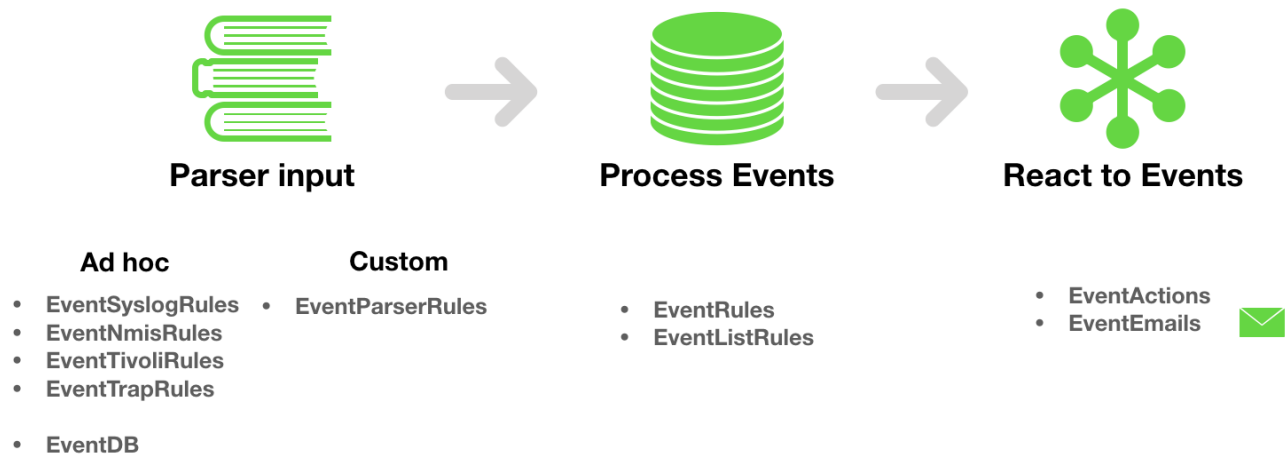 Parser input
Process Events
React to Events
Ad hoc
• EventSyslogRules
• EventNmisRules
• EventTivoliRules
• EventTrapRules
• EventDB
Custom
• EventParserRules
• EventRules
• EventListRules
• EventActions
• EventEmails